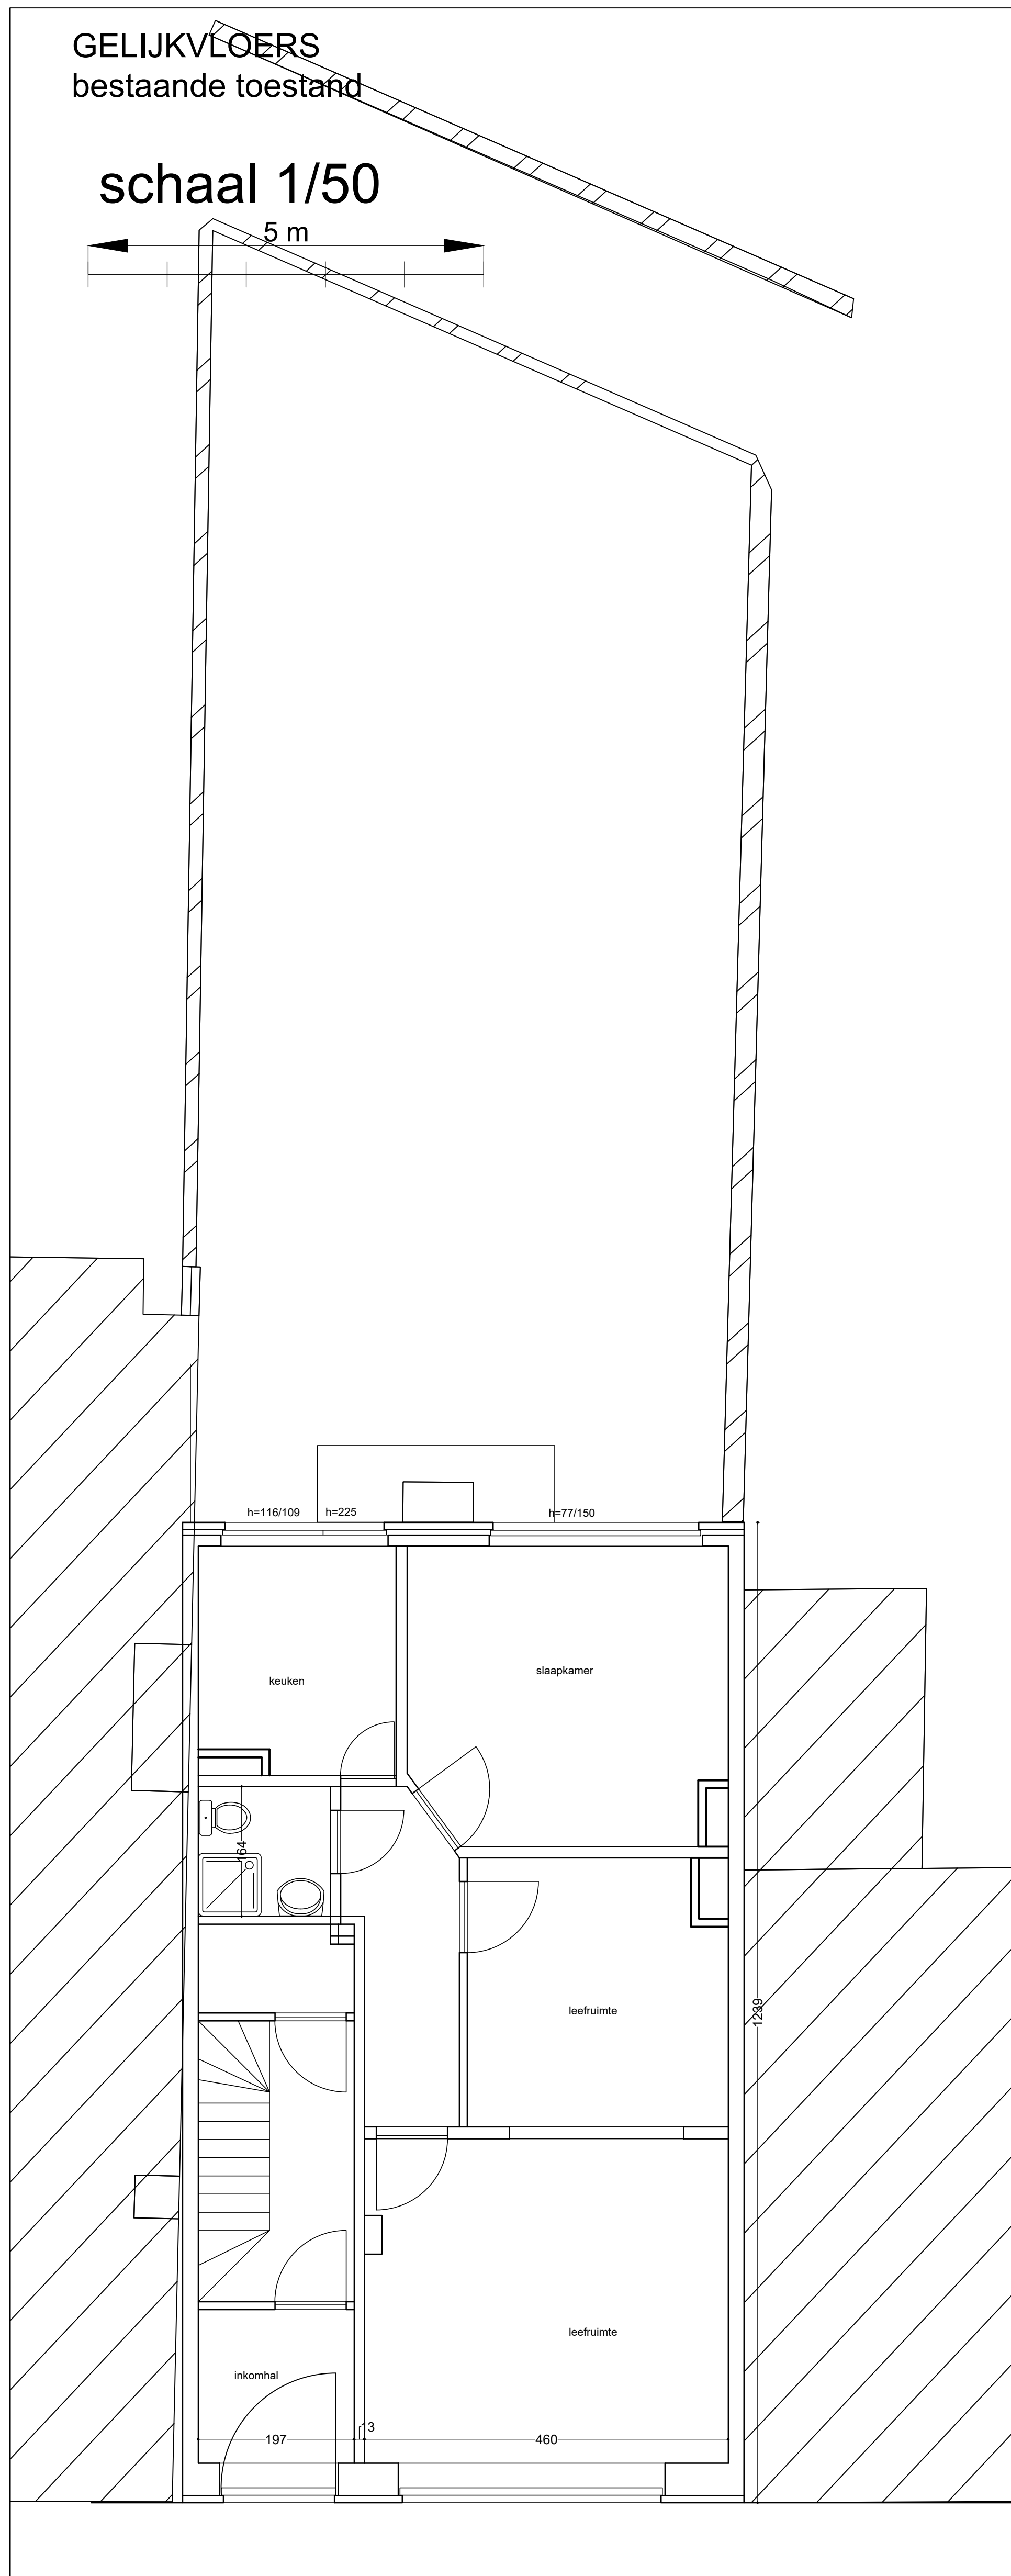 GELIJKVLOERS
bestaande toestand
schaal 1/50
5 m
h=116/109
h=225
h=77/150
keuken
slaapkamer
164
leefruimte
1239
leefruimte
inkomhal
13
197
460